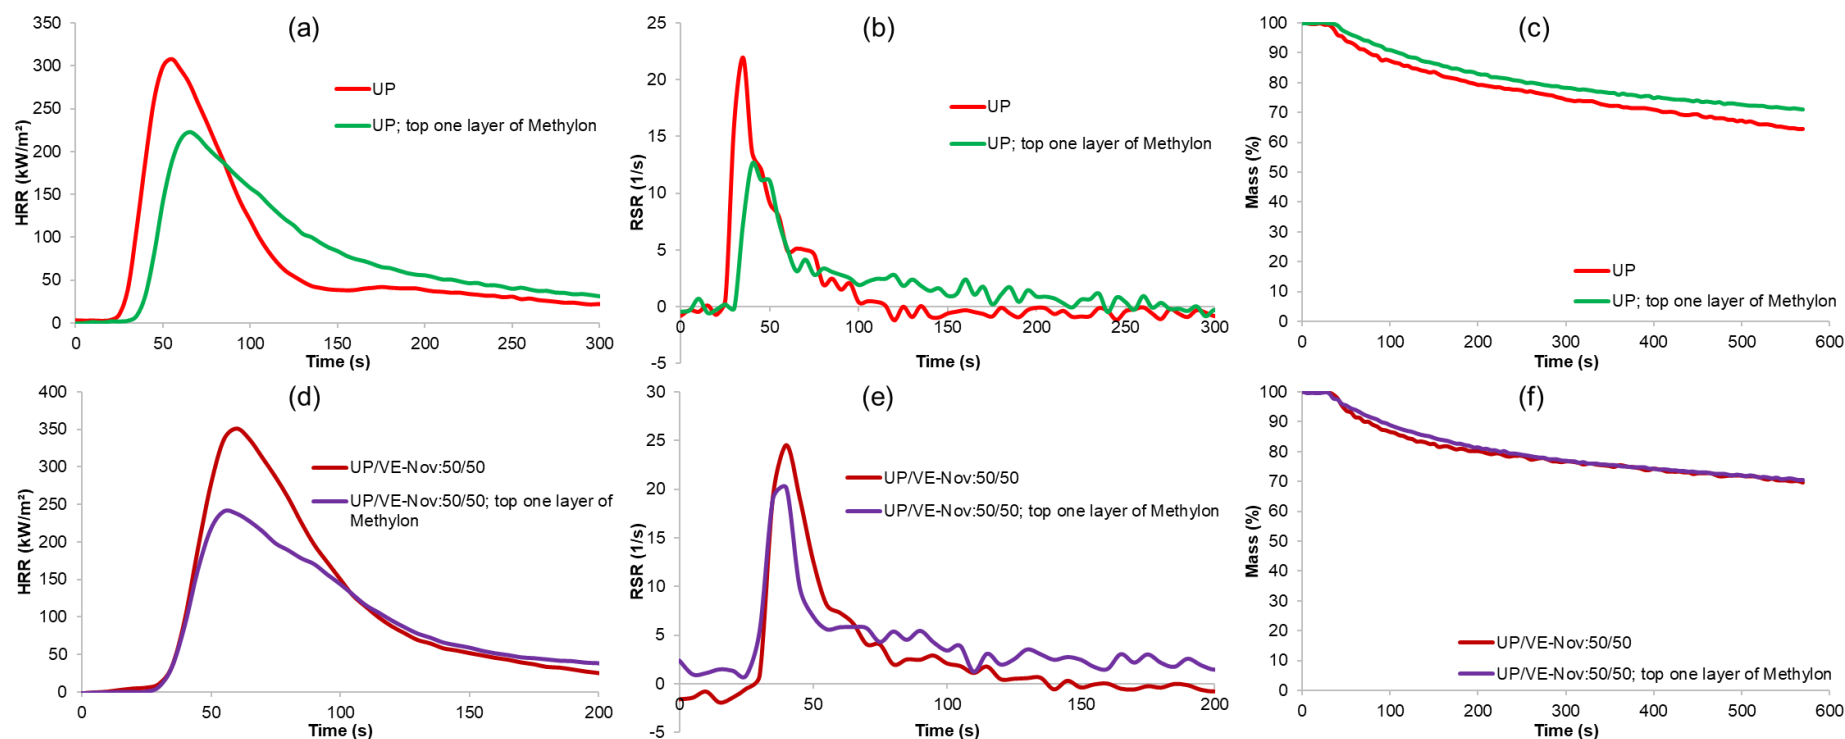 (a)
HRR (kW/m²)
350
300
250
200
150
100
50
0
0 50 100 150 200 250 300
Time (s)
UP
UP; top one layer of Methylon
(b)
RSR (1/s)
25
20
15
10
5
0
-5
0 50 100 150 200 250 300
Time (s)
UP
UP; top one layer of Methylon
(c)
Mass (%)
100
90
80
70
60
50
40
30
20
10
0
0 100 200 300 400 500 600
Time (s)
UP
UP; top one layer of Methylon
(d)
HRR (kW/m²)
400
350
300
250
200
150
100
50
0
0 50 100 150 200
Time (s)
UP/VE-Nov:50/50
UP/VE-Nov:50/50; top one layer of
Methylon
(e)
RSR (1/s)
30
25
20
15
10
5
0
-5
0 50 100 150 200
Time (s)
UP/VE-Nov:50/50
UP/VE-Nov:50/50; top one layer of Methylon
(f)
Mass (%)
100
90
80
70
60
50
40
30
20
10
0
0 100 200 300 400 500 600
Time (s)
UP/VE-Nov:50/50
UP/VE-Nov:50/50; top one layer of Methylon